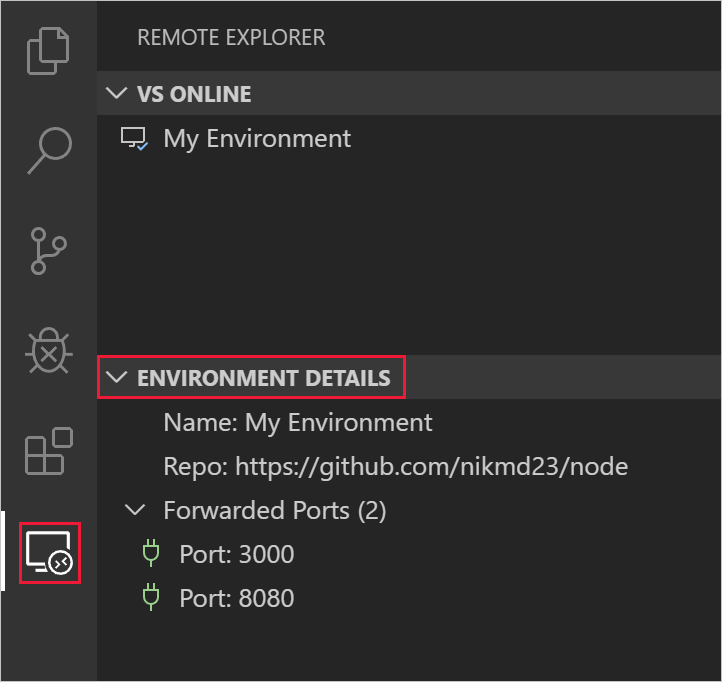 REMOTE EXPLORER
VS ONLINE
My Environment
ENVIRONMENT DETAILS
Name: My Environment
Repo: https://github.com/nikmd23/node
Forwarded Ports (2)
Port: 3000
Port: 8080